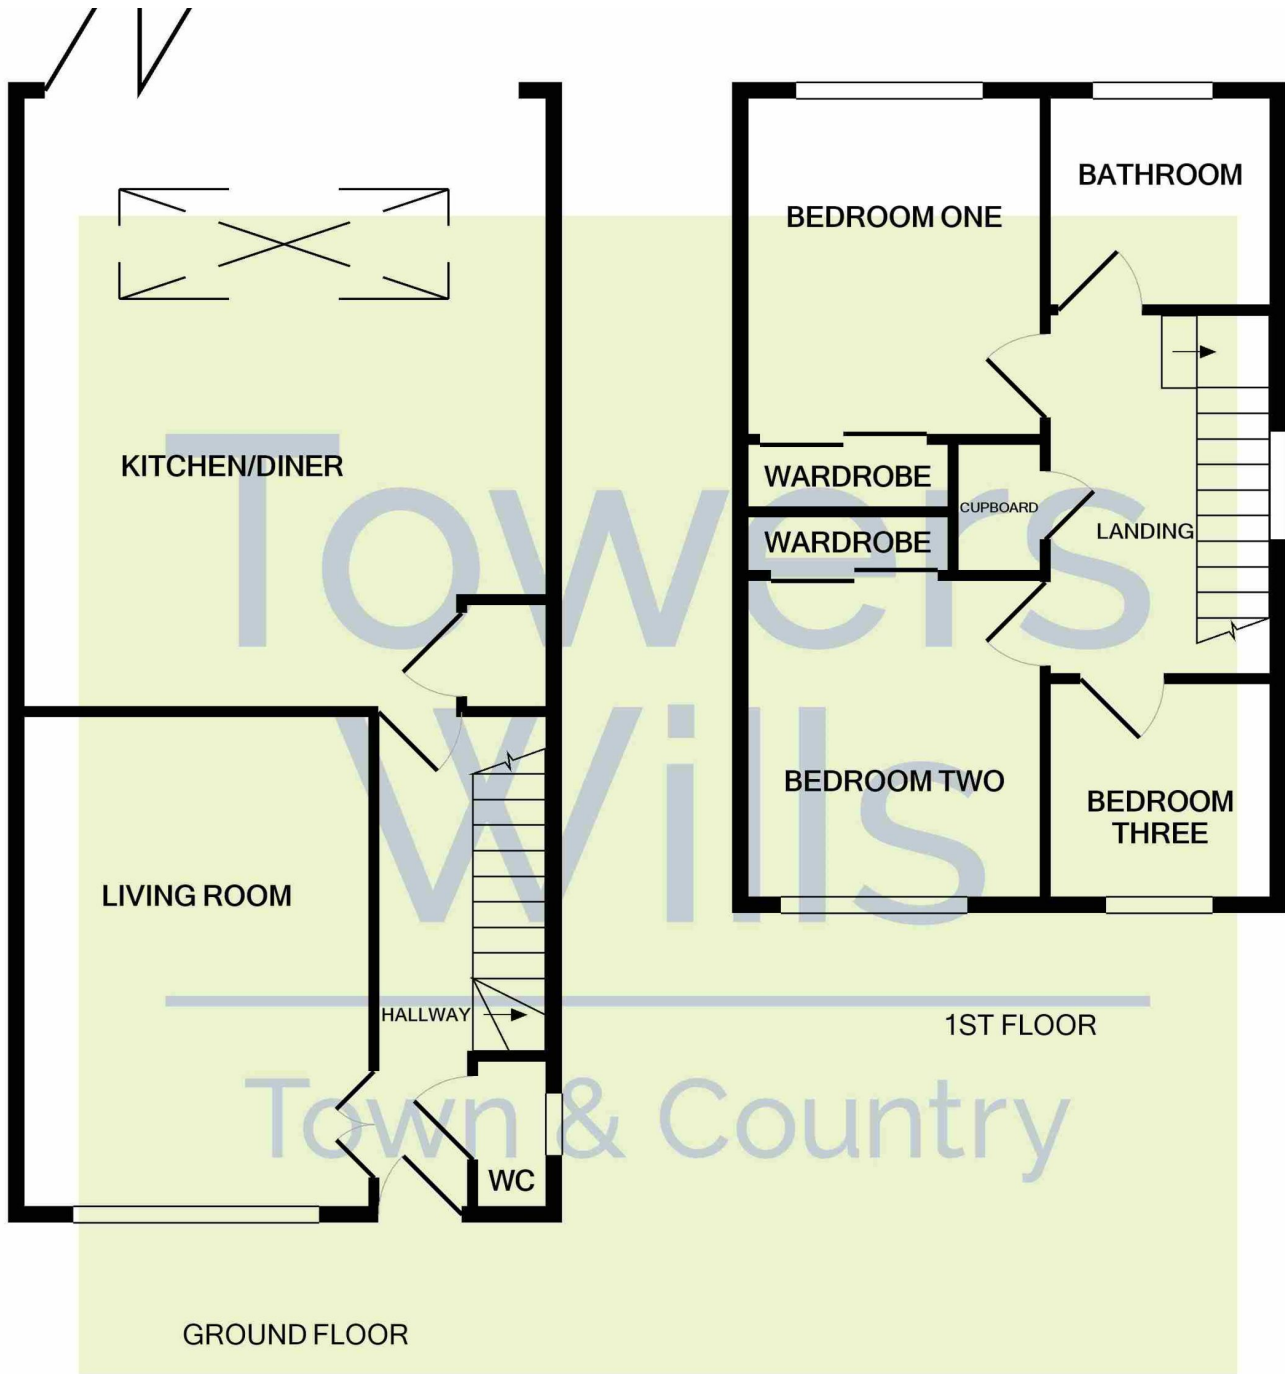 BATHROOM
BEDROOM ONE
KITCHEN/DINER
WARDROBE
CUPBOARD
WARDROBE
LANDING
BEDROOM TWO
BEDROOM
THREE
LIVING ROOM
HALLWAY
1ST FLOOR
WC
GROUND FLOOR
Towers
Wills
Town & Country